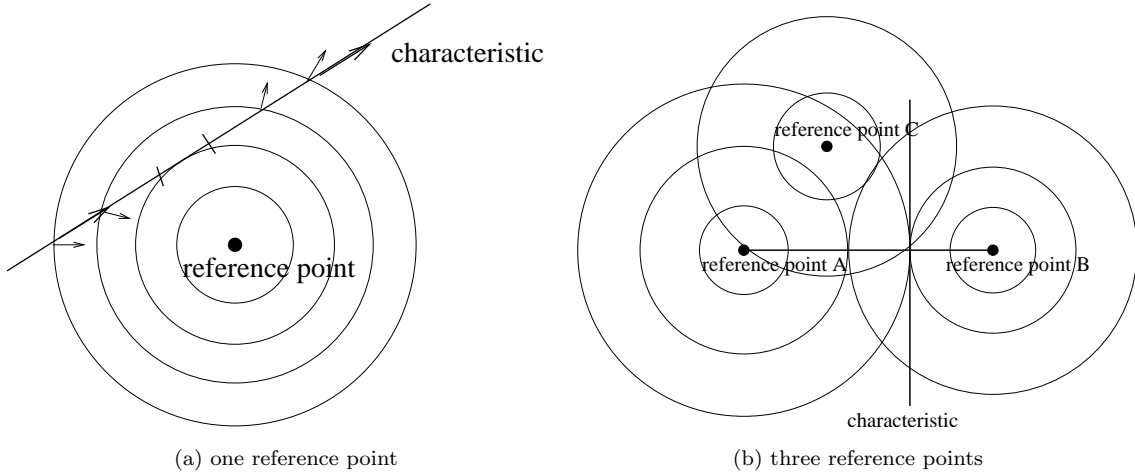 characteristic
reference point
(a) one reference point
reference point C
reference point A
reference point B
characteristic
(b) three reference points